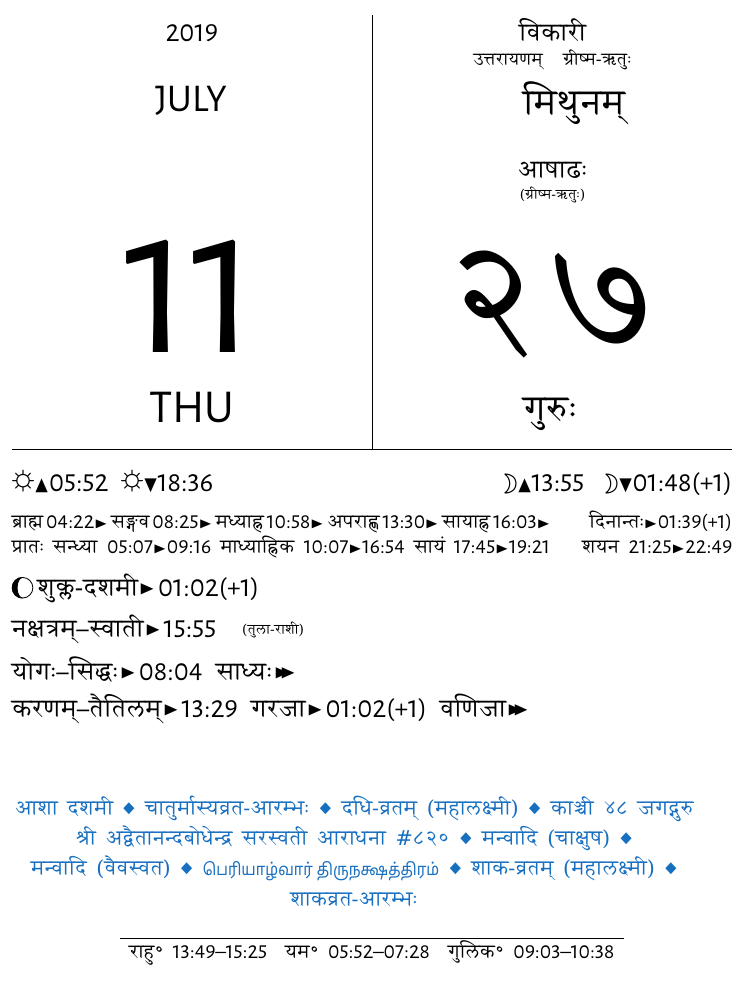 2019
JULY
11
THU
विकारी
उत्तरायणम् ग्रीष्म-ऋतुः
मिथुनम्
आषाढः
(ग्रीष्म-ऋतुः)
२७
गुरुः
☼▲05:52 ☼▼18:36 ☽▲13:55 ☽▼01:48(+1)
ब्राह्म 04:22► सङ्गव 08:25► मध्याह्न 10:58► अपराह्ण 13:30► सायाह्न 16:03► दिनान्तः►01:39(+1)
प्रातः सन्ध्या 05:07►09:16 माध्याह्निक 10:07►16:54 सायं 17:45►19:21 शयन 21:25►22:49
शुक्ल-दशमी► 01:02(+1)
नक्षत्रम्–स्वाती►15:55 (तुला-राशी)
योगः–सिद्धः► 08:04 साध्यः►►
करणम्–तैतिलम्►13:29 गरजा►01:02(+1) वणिजा►►
आशा दशमी ◆ चातुर्मास्यव्रत-आरम्भः ◆ दधि-व्रतम् (महालक्ष्मी) ◆ काञ्ची ४८ जगद्गुरु
श्री अद्वैतानन्दबोधेन्द्र सरस्वती आराधना #८२० ◆ मन्वादि (चाक्षुष) ◆
मन्वादि (वैवस्वत) ◆ பெரியாழ்வார் திருநக்ஷத்திரம் ◆ शाक-व्रतम् (महालक्ष्मी) ◆
शाकव्रत-आरम्भः
राहु° 13:49–15:25 यम° 05:52–07:28 गुलिक° 09:03–10:38